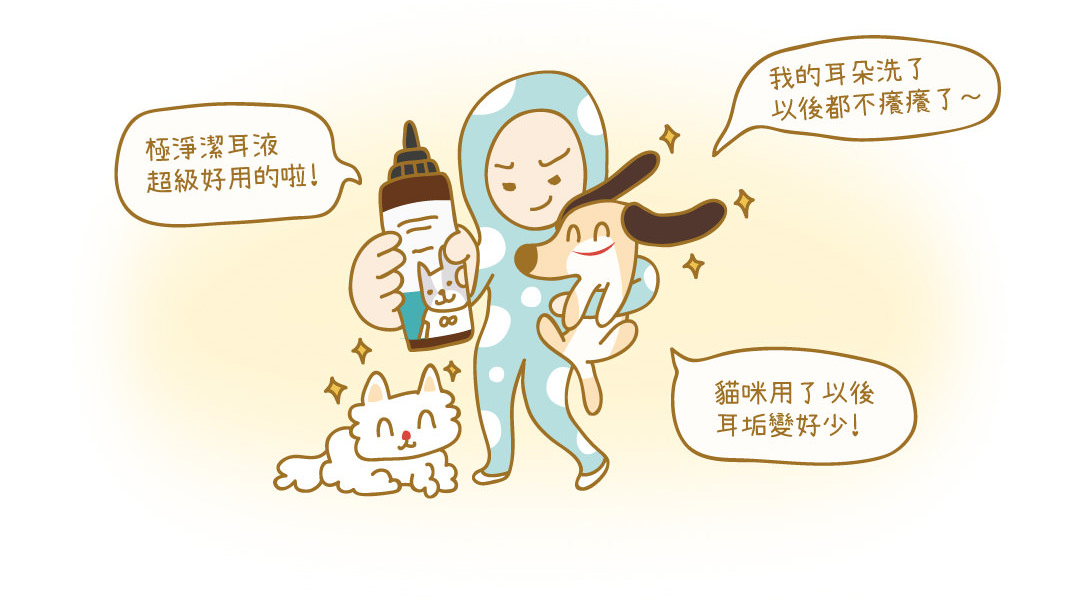 我的耳朵洗了
以後都不癢癢了～
極淨潔耳液
超級好用的啦!
貓咪用了以後
耳垢變好少!